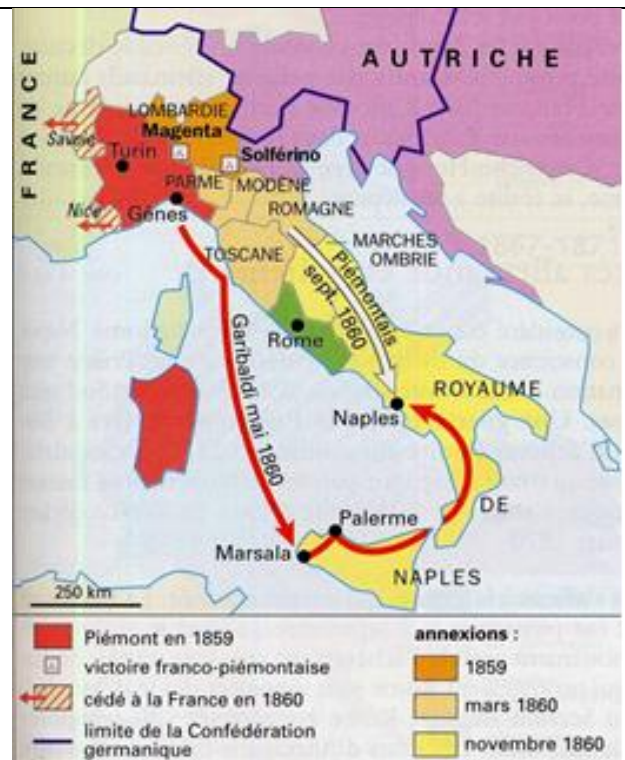 FRANCE
AUTRICHE
LOMBARDIE
Magenta
Savoie
Turin
Solférino
PARME
MODÈNE
Nice
Gênes
ROMAGNE
TOSCANE
MARCHES
OMBRIE
Piémontais
sept. 1860
Rome
Garibaldi mai 1860
ROYAUME
Naples
DE
Palerme
Marsala
NAPLES
250 km
Piémont en 1859
victoire franco-piémontaise
cédé à la France en 1860
limite de la Confédération
germanique
annexions :
1859
mars 1860
novembre 1860